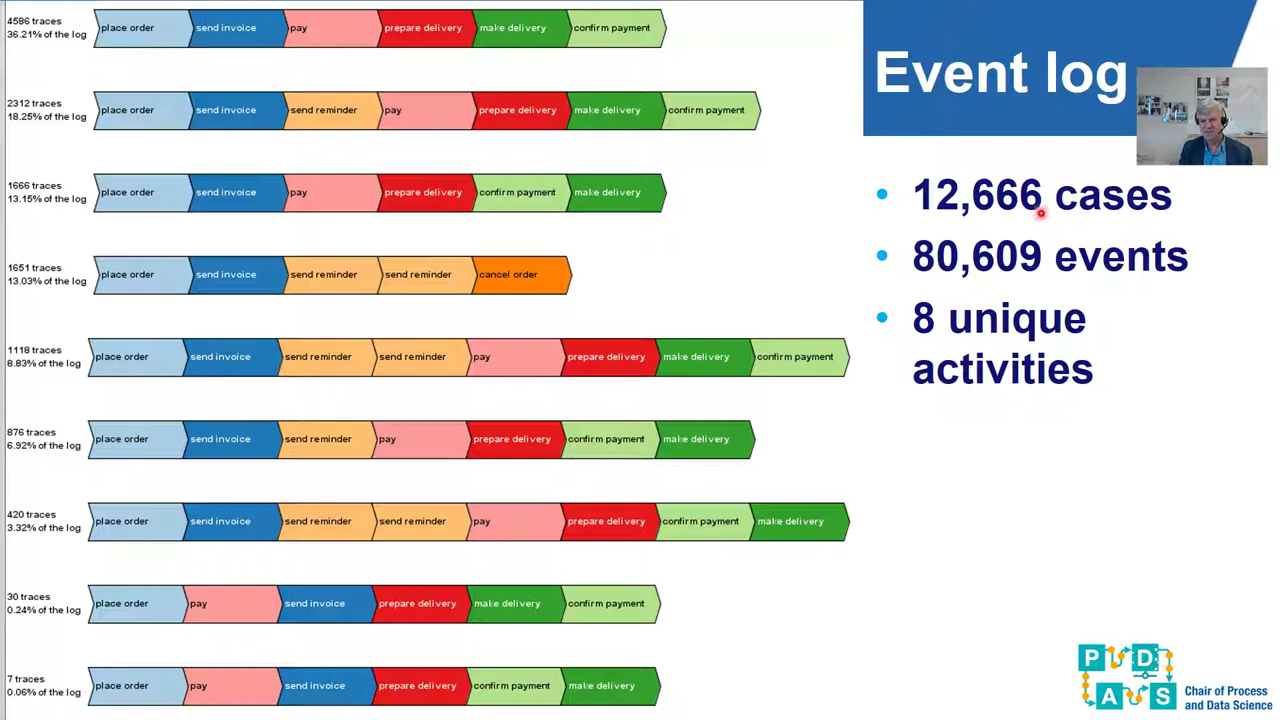 4586 traces
36.21% of the log
place order send invoice pay prepare delivery make delivery confirm payment
2312 traces
18.25% of the log
place order send invoice send reminder pay prepare delivery make delivery confirm payment
1666 traces
13.15% of the log
place order send invoice pay prepare delivery confirm payment make delivery
1651 traces
13.03% of the log
place order send invoice send reminder send reminder cancel order
1118 traces
8.83% of the log
place order send invoice send reminder send reminder pay prepare delivery make delivery confirm payment
876 traces
6.92% of the log
place order send invoice send reminder pay prepare delivery confirm payment make delivery
420 traces
3.32% of the log
place order send invoice send reminder send reminder pay prepare delivery confirm payment make delivery
30 traces
0.24% of the log
place order pay send invoice prepare delivery make delivery confirm payment
7 traces
0.06% of the log
place order pay send invoice prepare delivery confirm payment make delivery
Event log
• 12,666 cases
• 80,609 events
• 8 unique
activities
P D
A S
Chair of Process
and Data Science